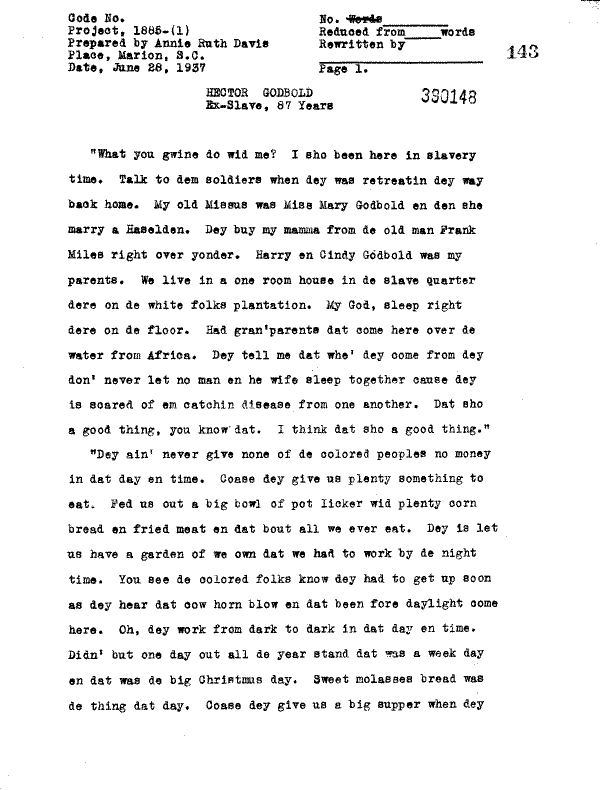 Code No.
Project, 1885-(1)
Prepared by Annie Ruth Davis
Place, Marion, S.C.
Date, June 28, 1937
No. Words
Reduced from_____words
Rewritten by
Page 1.
143
HECTOR GODBOLD
Ex-Slave, 87 Years
390148
"What you gwine do wid me? I sho been here in slavery
time. Talk to dem soldiers when dey was retreatin dey way
back home. My old Missus was Miss Mary Godbold en den she
marry a Haselden. Dey buy my mamma from de old man Frank
Miles right over yonder. Harry en Cindy Godbold was my
parents. We live in a one room house in de slave quarter
dere on de white folks plantation. My God, sleep right
dere on de floor. Had gran'parents dat come here over de
water from Africa. Dey tell me dat whe' dey come from dey
don' never let no man en he wife sleep together cause dey
is scared of em catchin disease from one another. Dat sho
a good thing, you know dat. I think dat sho a good thing."
"Dey ain' never give none of de colored peoples no money
in dat day en time. Coase dey give us plenty something to
eat. Fed us out a big bowl of pot licker wid plenty corn
bread en fried meat en dat bout all we ever eat. Dey is let
us have a garden of we own dat we had to work by de night
time. You see de colored folks know dey had to get up soon
as dey hear dat cow horn blow en dat been fore daylight come
here. Oh, dey work from dark to dark in dat day en time.
Didn' but one day out all de year stand dat was a week day
en dat was de big Christmus day. Sweet molasses bread was
de thing dat day. Coase dey give us a big supper when dey